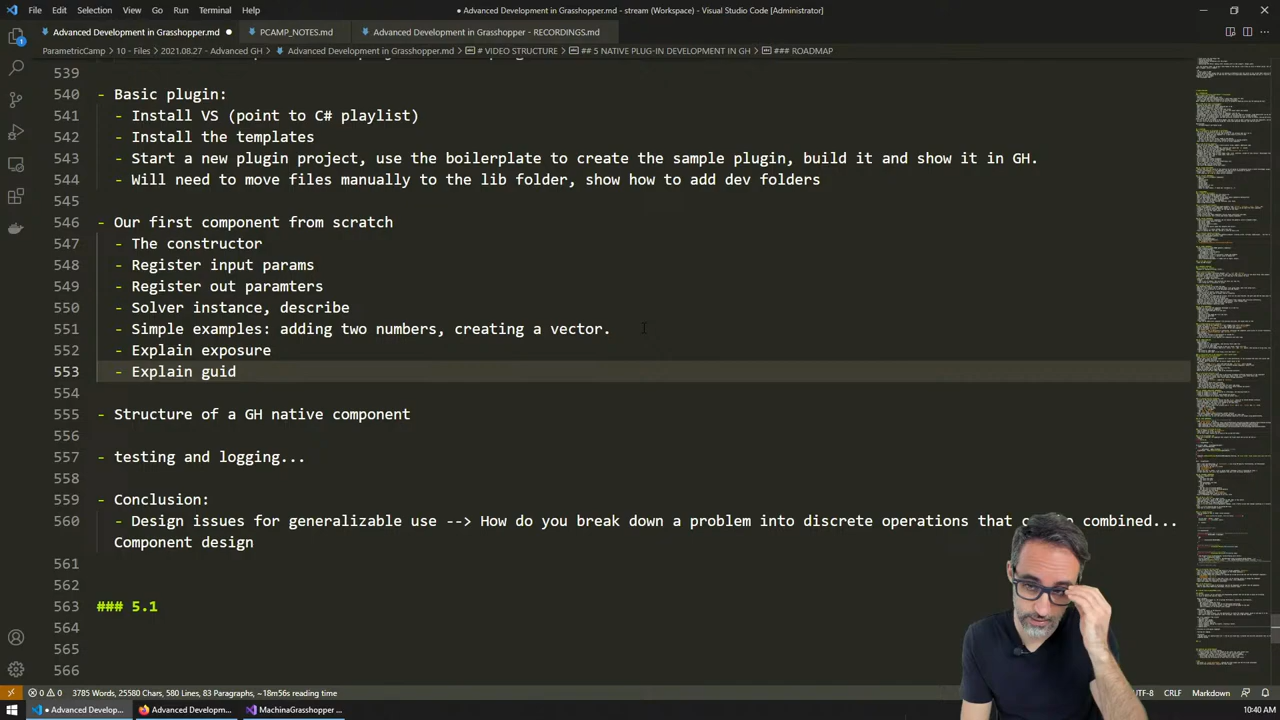 File Edit Selection View Go Run Terminal Help
● Advanced Development in Grasshopper.md - stream (Workspace) - Visual Studio Code [Administrator]
Advanced Development in Grasshopper.md ●
PCAMP_NOTES.md
Advanced Development in Grasshopper - RECORDINGS.md
ParametricCamp > 10 - Files > 2021.08.27 - Advanced GH > Advanced Development in Grasshopper.md > # VIDEO STRUCTURE > ## 5 NATIVE PLUG-IN DEVELOPMENT IN GH > ### ROADMAP
539
540 - Basic plugin:
541 - Install VS (point to C# playlist)
542 - Install the templates
543 - Start a new plugin project, use the boilerplate to create the sample plugin, build it and show it in GH.
544 - Will need to move files manually to the lib folder, show how to add dev folders
545
546 - Our first component from scratch
547 - The constructor
548 - Register input params
549 - Register out paramters
550 - Solver instance, describe
551 - Simple examples: adding two numbers, creating a vector.
552 - Explain exposure
553 - Explain guid
554
555 - Structure of a GH native component
556
557 - testing and logging...
558
559 - Conclusion:
560 - Design issues for generalizable use --> How do you break down a problem into discrete operatins that combined...
Component design
561
562
563 ### 5.1
564
565
566
0 0 3785 Words, 25580 Chars, 580 Lines, 83 Paragraphs, ~18m56s reading time
UTF-8 CRLF Markdown
● Advanced Develop... Advanced Developm... MachinaGrasshopper ...
10:40 AM